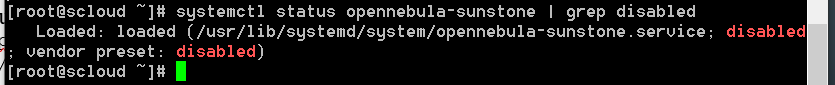 [root@scloud ~]# systemctl status opennebula-sunstone | grep disabled
Loaded: loaded (/usr/lib/systemd/system/opennebula-sunstone.service; disabled
; vendor preset: disabled)
[root@scloud ~]#